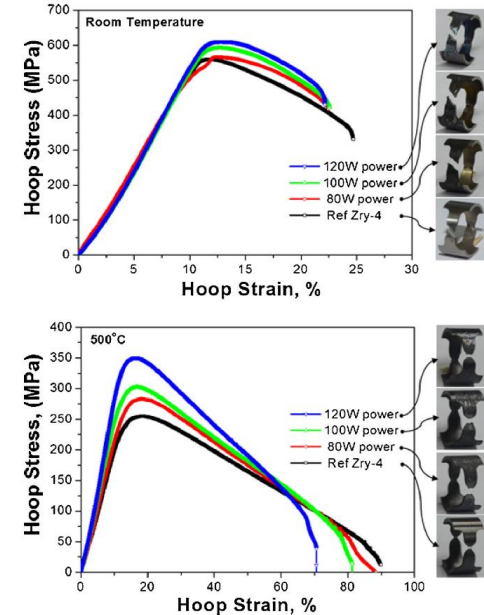 Room Temperature
Hoop Stress (MPa)
700
600
500
400
300
200
100
0
120W power
100W power
80W power
Ref Zry-4
0
5
10
15
20
25
30
Hoop Strain, %
500°C
Hoop Stress, (MPa)
400
350
300
250
200
150
100
50
0
120W power
100W power
80W power
Ref Zry-4
0
20
40
60
80
100
Hoop Strain, %